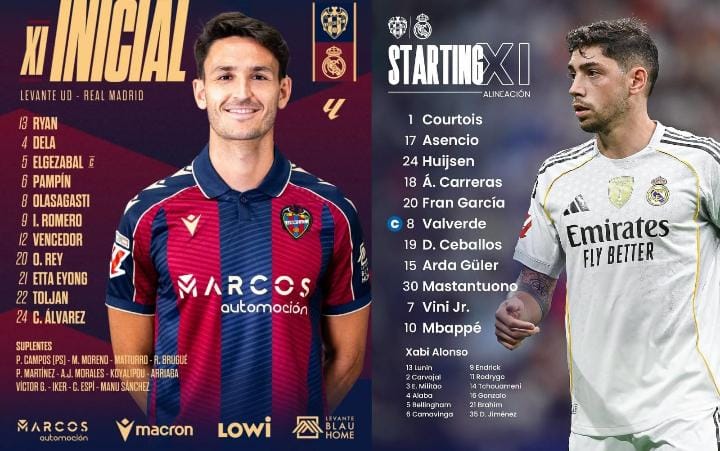 XI INICIAL
LEVANTE UD - REAL MADRID
13 RYAN
4 DELA
5 ELGEZABAL
6 PAMPÍN
8 OLASAGASTI
9 I. ROMERO
12 VENCEDOR
20 O. REY
21 ETTA EYONG
22 TOLJAN
24 C. ÁLVAREZ
SUPLENTES
P. CAMPOS [PS] - M. MORENO - MATTURRO - R. BRUGUÉ
P. MARTÍNEZ - A.J. MORALES - KOYALIPOU - ARRIAGA
VÍCTOR G. - IKER - C. ESPÍ - MANU SÁNCHEZ
MARCOS
automoción
macron
LOWI
LEVANTE
BLAU
HOME
MARCOS
automoción
STARTING XI
ALINEACIÓN
1 Courtois
17 Asencio
24 Huijsen
18 Á. Carreras
20 Fran García
C 8 Valverde
19 D. Ceballos
15 Arda Güler
30 Mastantuono
7 Vini Jr.
10 Mbappé
Xabi Alonso
13 Lunin 9 Endrick
2 Carvajal 11 Rodrygo
3 E. Militão 14 Tchouameni
4 Alaba 16 Gonzalo
5 Bellingham 21 Brahim
6 Camavinga 35 D. Jiménez
Emirates
FLY BETTER